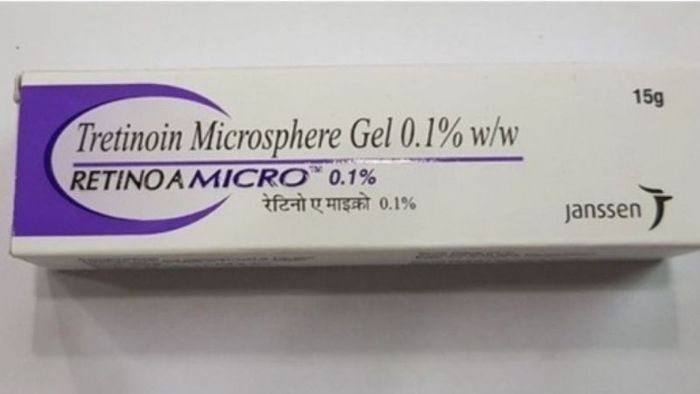 15g
Tretinoin Microsphere Gel 0.1% w/w
RETINO A MICRO™ 0.1%
रेटिनो ए माइक्रो 0.1%
janssen